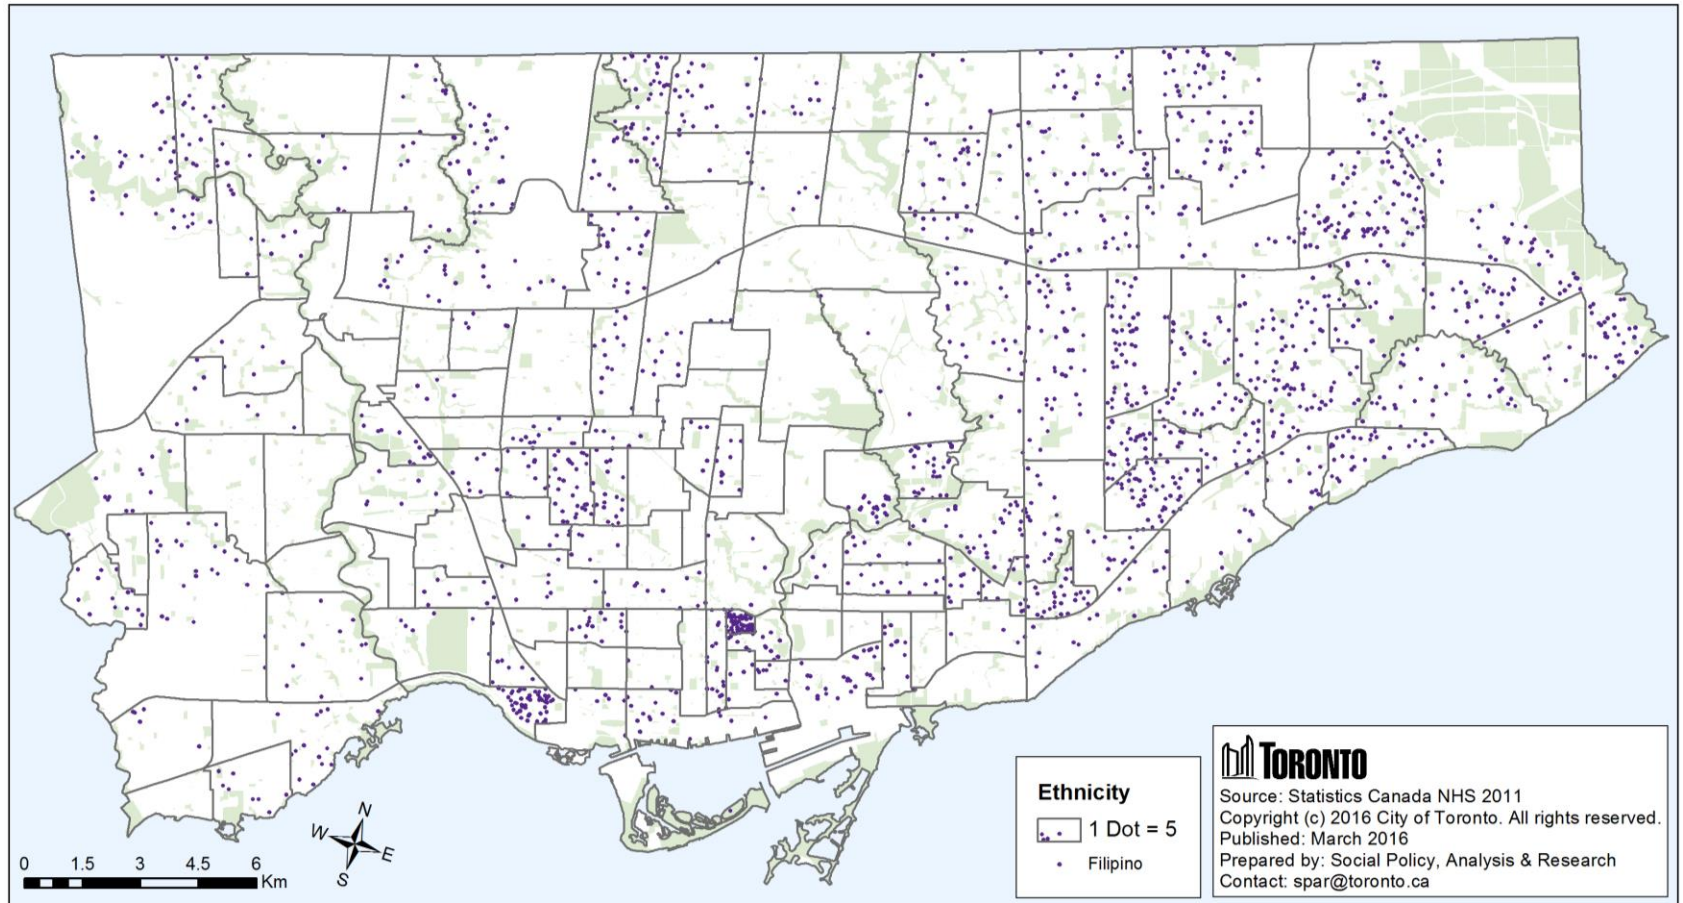 N
W
E
S
0 1.5 3 4.5 6
Km
Ethnicity
1 Dot = 5
Filipino
TORONTO
Source: Statistics Canada NHS 2011
Copyright (c) 2016 City of Toronto. All rights reserved.
Published: March 2016
Prepared by: Social Policy, Analysis & Research
Contact: spar@toronto.ca